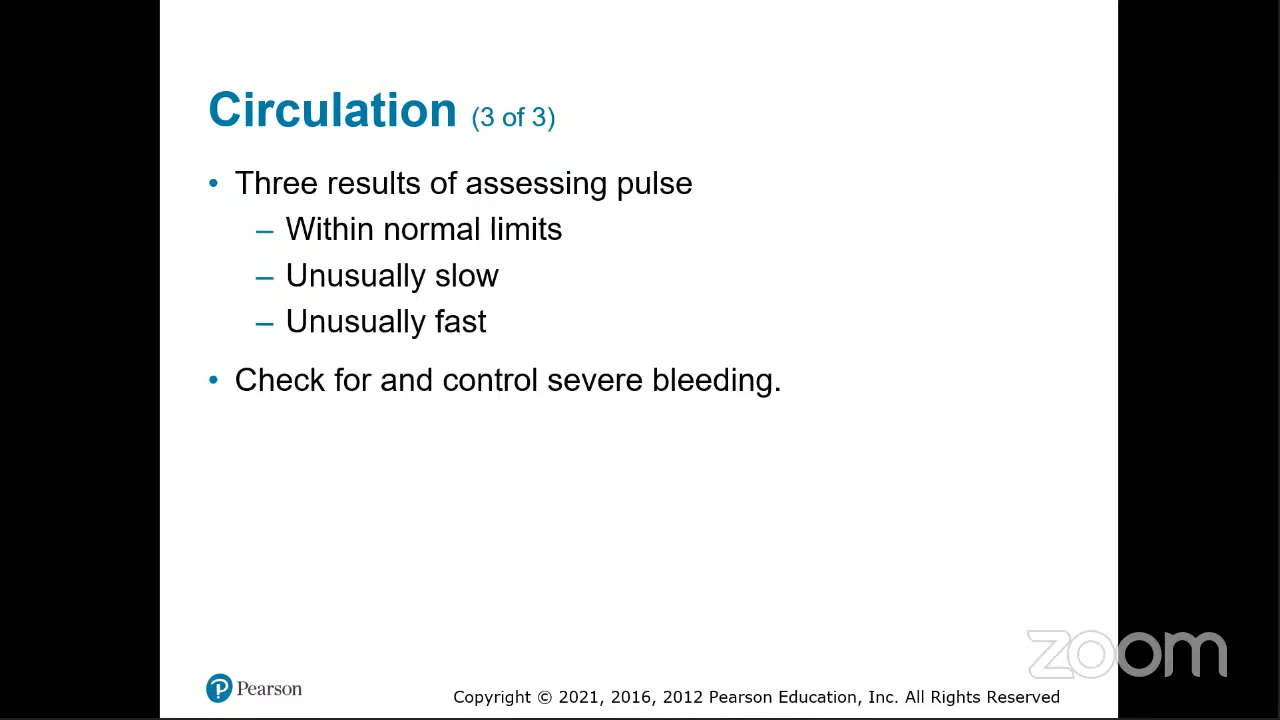 Circulation (3 of 3)
• Three results of assessing pulse
– Within normal limits
– Unusually slow
– Unusually fast
• Check for and control severe bleeding.
zoom
Pearson
Copyright © 2021, 2016, 2012 Pearson Education, Inc. All Rights Reserved